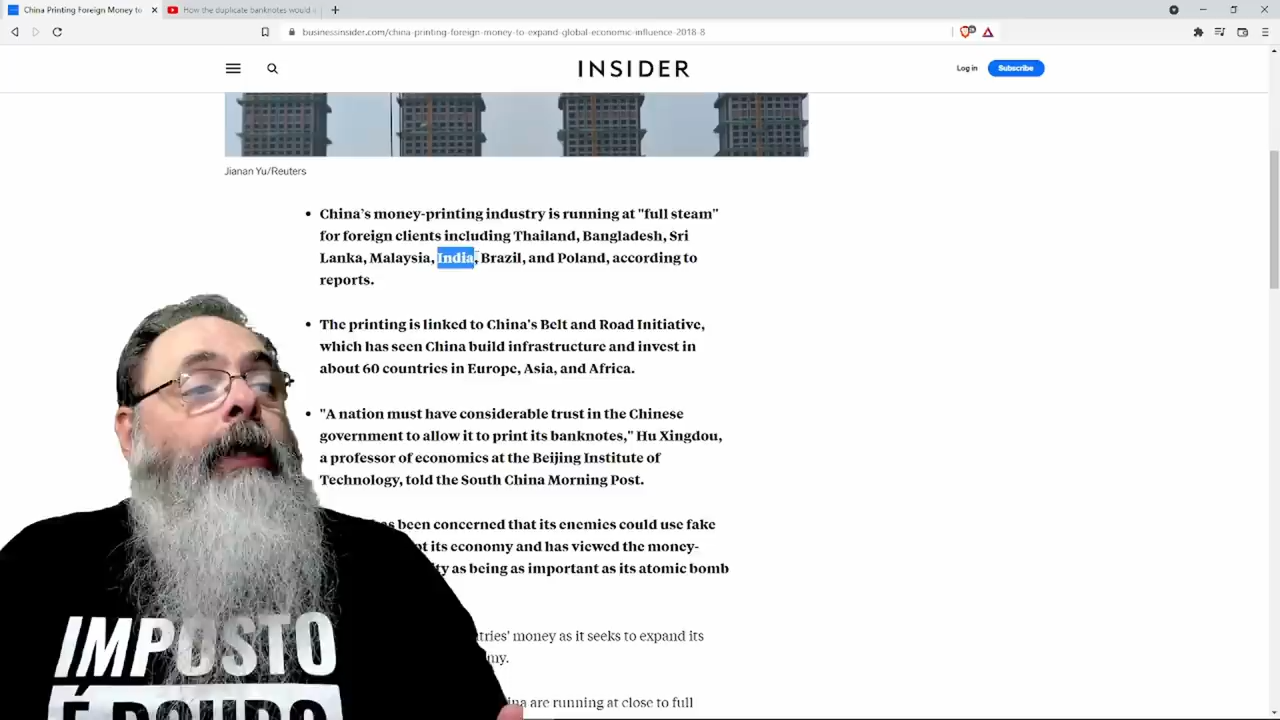 China Printing Foreign Money to
How the duplicate banknotes would
businessinsider.com/china-printing-foreign-money-to-expand-global-economic-influence-2018-8
INSIDER
Log in
Subscribe
Jianan Yu/Reuters
• China's money-printing industry is running at "full steam"
for foreign clients including Thailand, Bangladesh, Sri
Lanka, Malaysia, India, Brazil, and Poland, according to
reports.
• The printing is linked to China's Belt and Road Initiative,
which has seen China build infrastructure and invest in
about 60 countries in Europe, Asia, and Africa.
• "A nation must have considerable trust in the Chinese
government to allow it to print its banknotes," Hu Xingdou,
a professor of economics at the Beijing Institute of
Technology, told the South China Morning Post.
been concerned that its enemies could use fake
its economy and has viewed the money-
as being as important as its atomic bomb
money as it seeks to expand its
are running at close to full
IMPOSTO
É ROUBO